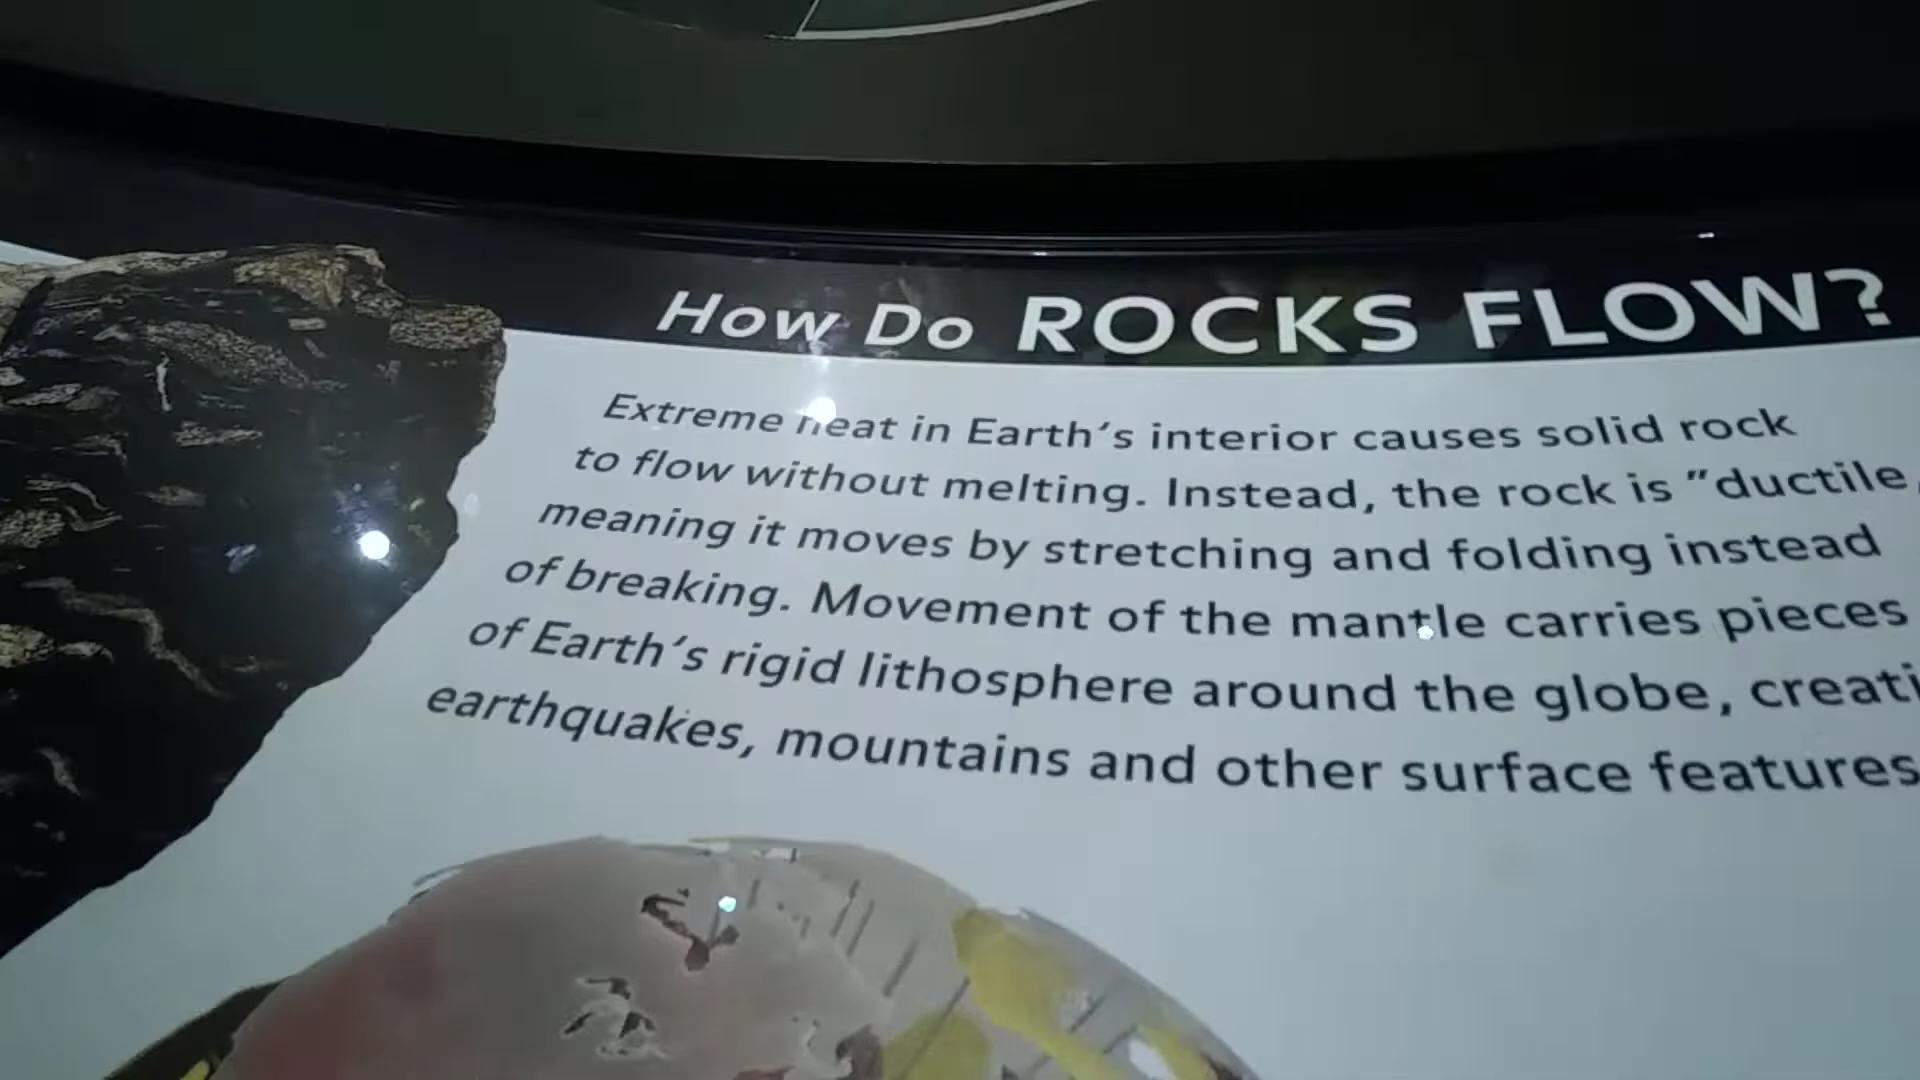 How Do ROCKS FLOW?
Extreme heat in Earth's interior causes solid rock
to flow without melting. Instead, the rock is "ductile,
meaning it moves by stretching and folding instead
of breaking. Movement of the mantle carries pieces
of Earth's rigid lithosphere around the globe, creati
earthquakes, mountains and other surface features